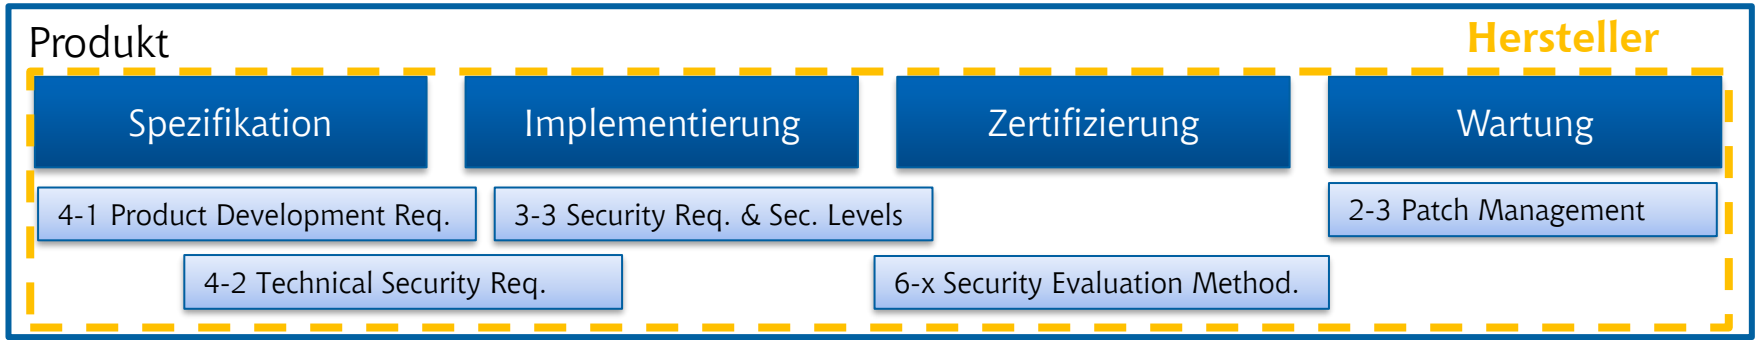 Produkt
Hersteller
Spezifikation
Implementierung
Zertifizierung
Wartung
4-1 Product Development Req.
3-3 Security Req. & Sec. Levels
2-3 Patch Management
4-2 Technical Security Req.
6-x Security Evaluation Method.